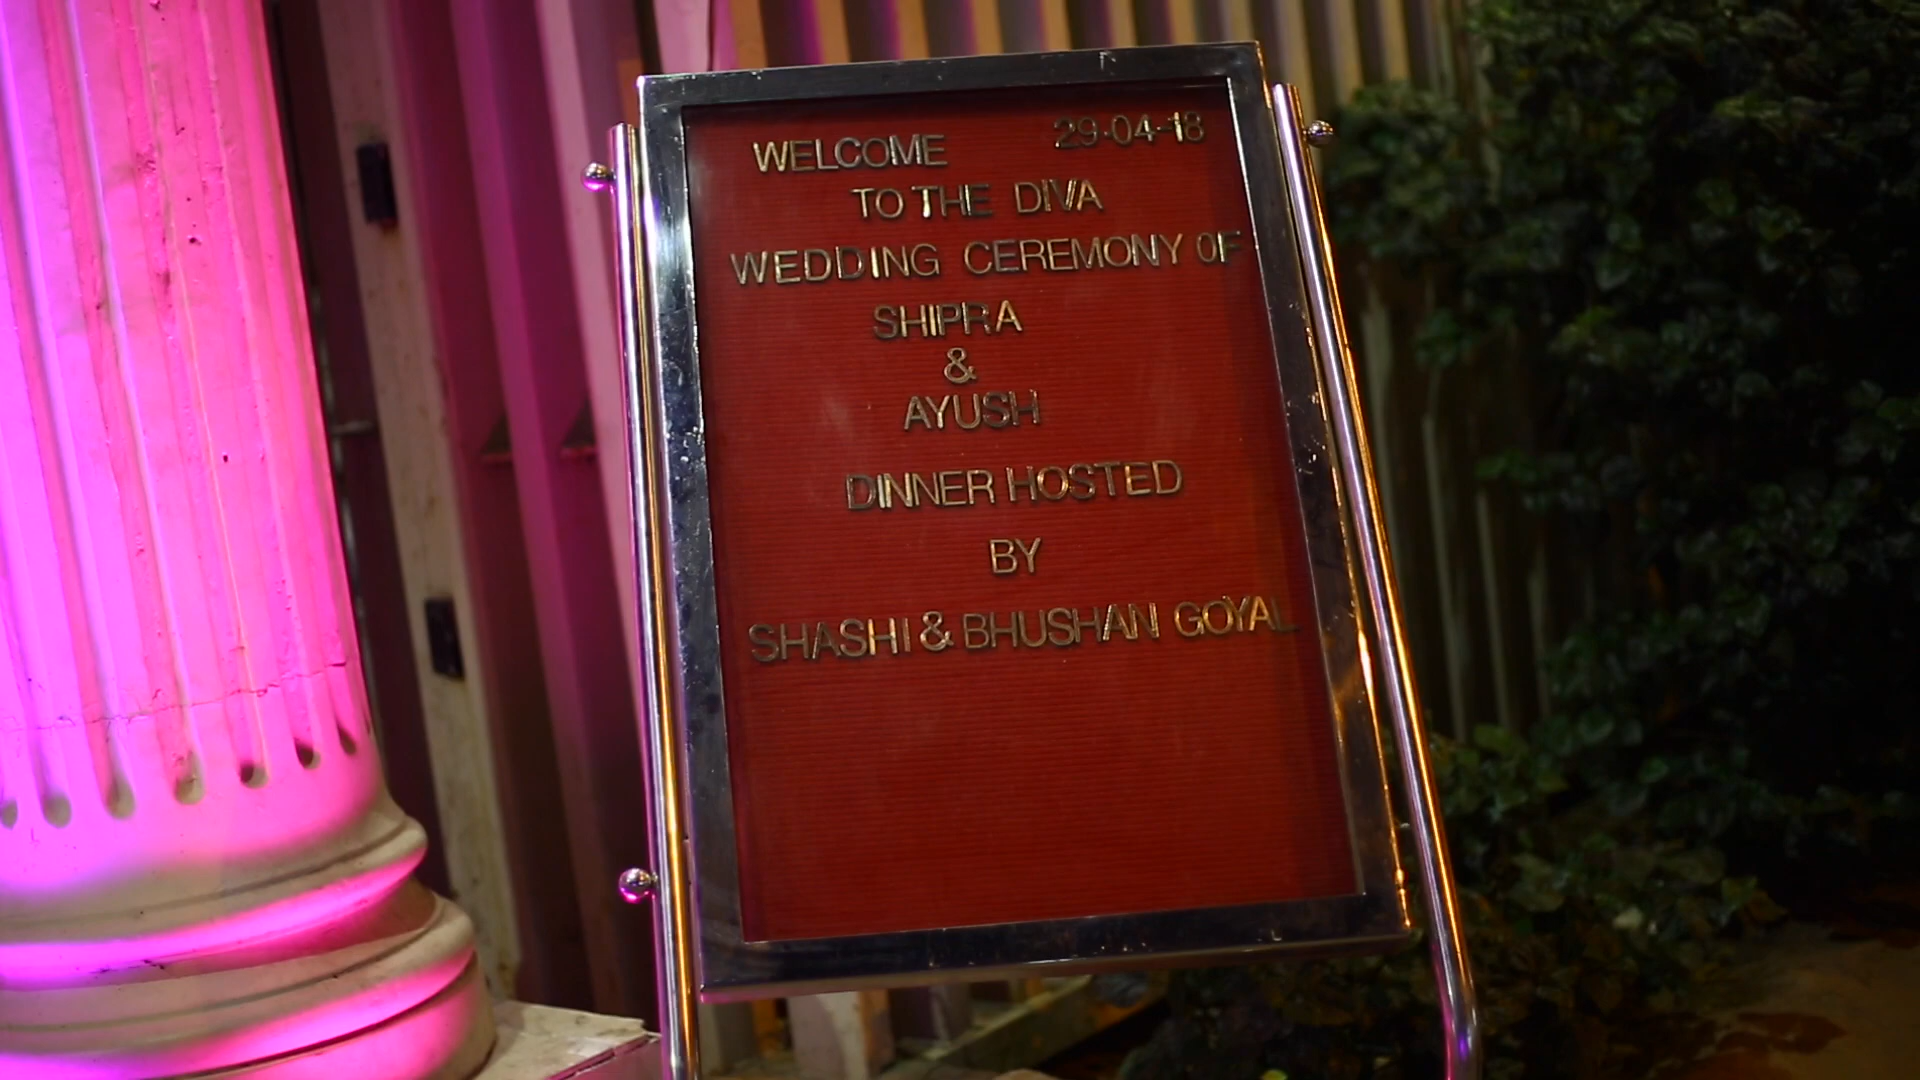 WELCOME 29-04-18
TO THE DIVA
WEDDING CEREMONY OF
SHIPRA
&
AYUSH
DINNER HOSTED
BY
SHASHI & BHUSHAN GOYAL